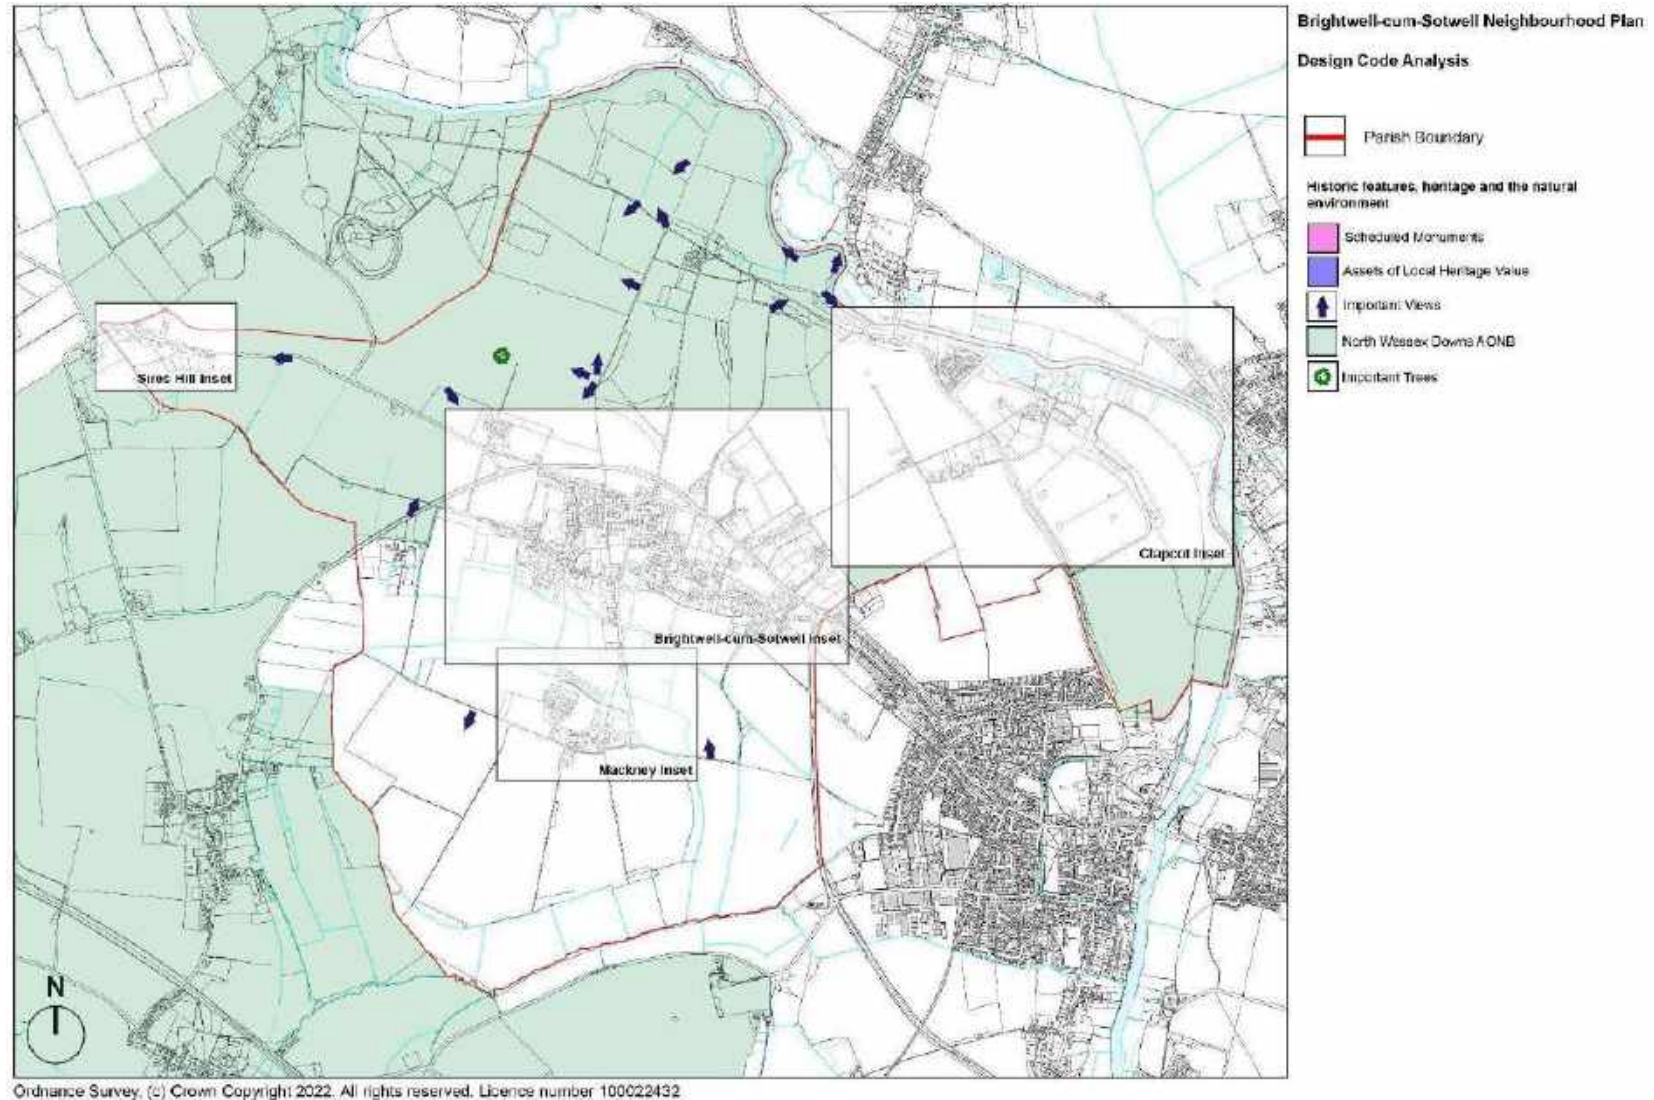 Brightwell-cum-Sotwell Neighbourhood Plan
Design Code Analysis
Parish Boundary
Historic features, heritage and the natural
environment
Scheduled Monuments
Assets of Local Heritage Value
Important Views
North Wessex Downs AONB
Important Trees
Sires Hill Inset
Clapcot Inset
Brightwell-cum-Sotwell Inset
Mackney Inset
N
Ordnance Survey, (c) Crown Copyright 2022. All rights reserved. Licence number 100022432